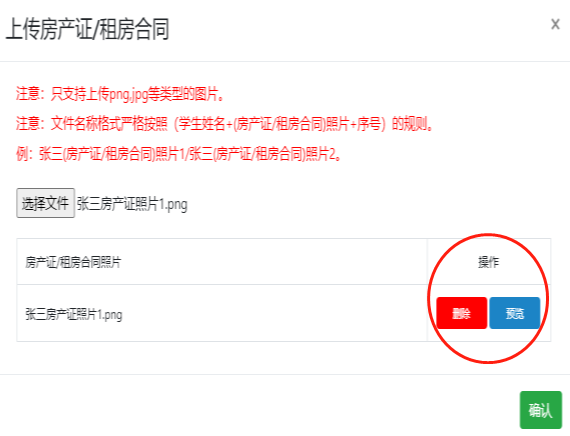 上传房产证/租房合同
x
注意：只支持上传png,jpg等类型的图片。
注意：文件名称格式严格按照（学生姓名+(房产证/租房合同)照片+序号）的规则。
例：张三(房产证/租房合同)照片1/张三(房产证/租房合同)照片2。
选择文件 张三房产证照片1.png
房产证/租房合同照片 操作
张三房产证照片1.png 删除 预览
确认